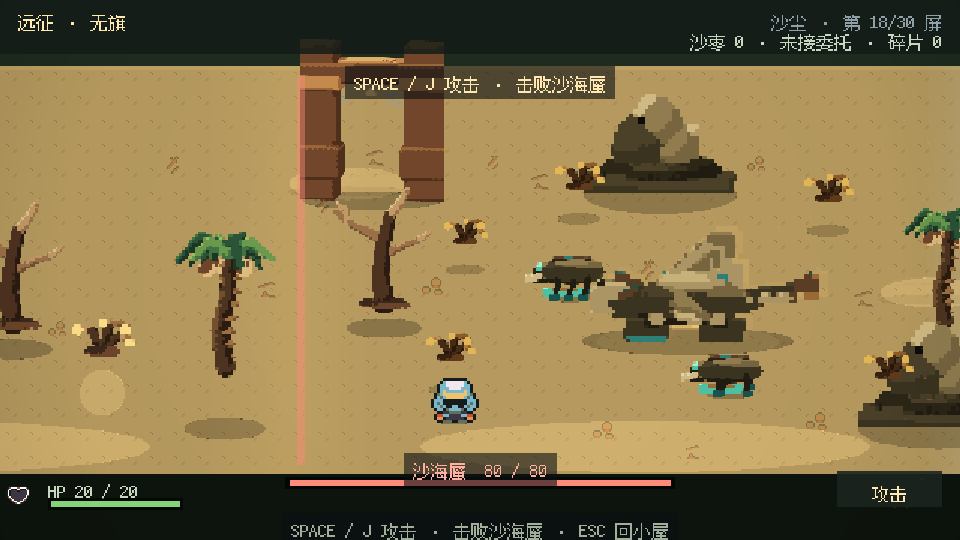 远征 · 无旗
沙尘 · 第 18/30 屏
沙枣 0 · 未接委托 · 碎片 0
SPACE / J 攻击 · 击败沙海蜃
沙海蜃 80 / 80
HP 20 / 20
攻击
SPACE / J 攻击 · 击败沙海蜃 · ESC 回小屋